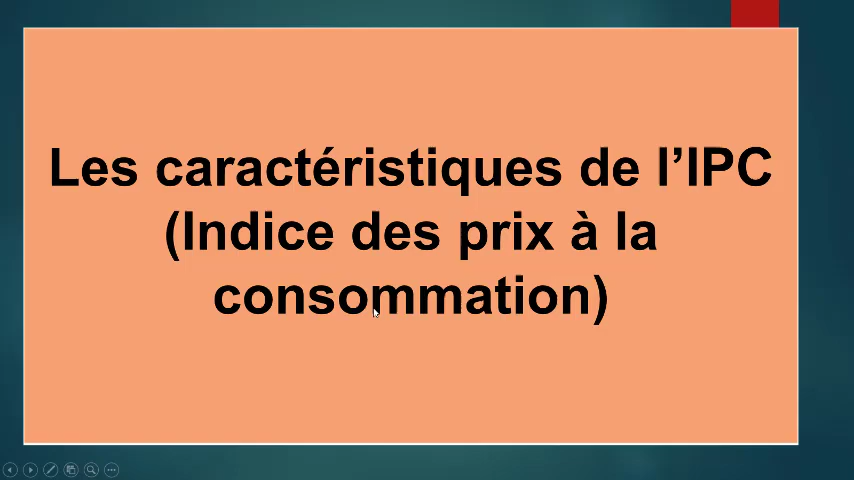 Les caractéristiques de l’IPC
(Indice des prix à la
consommation)